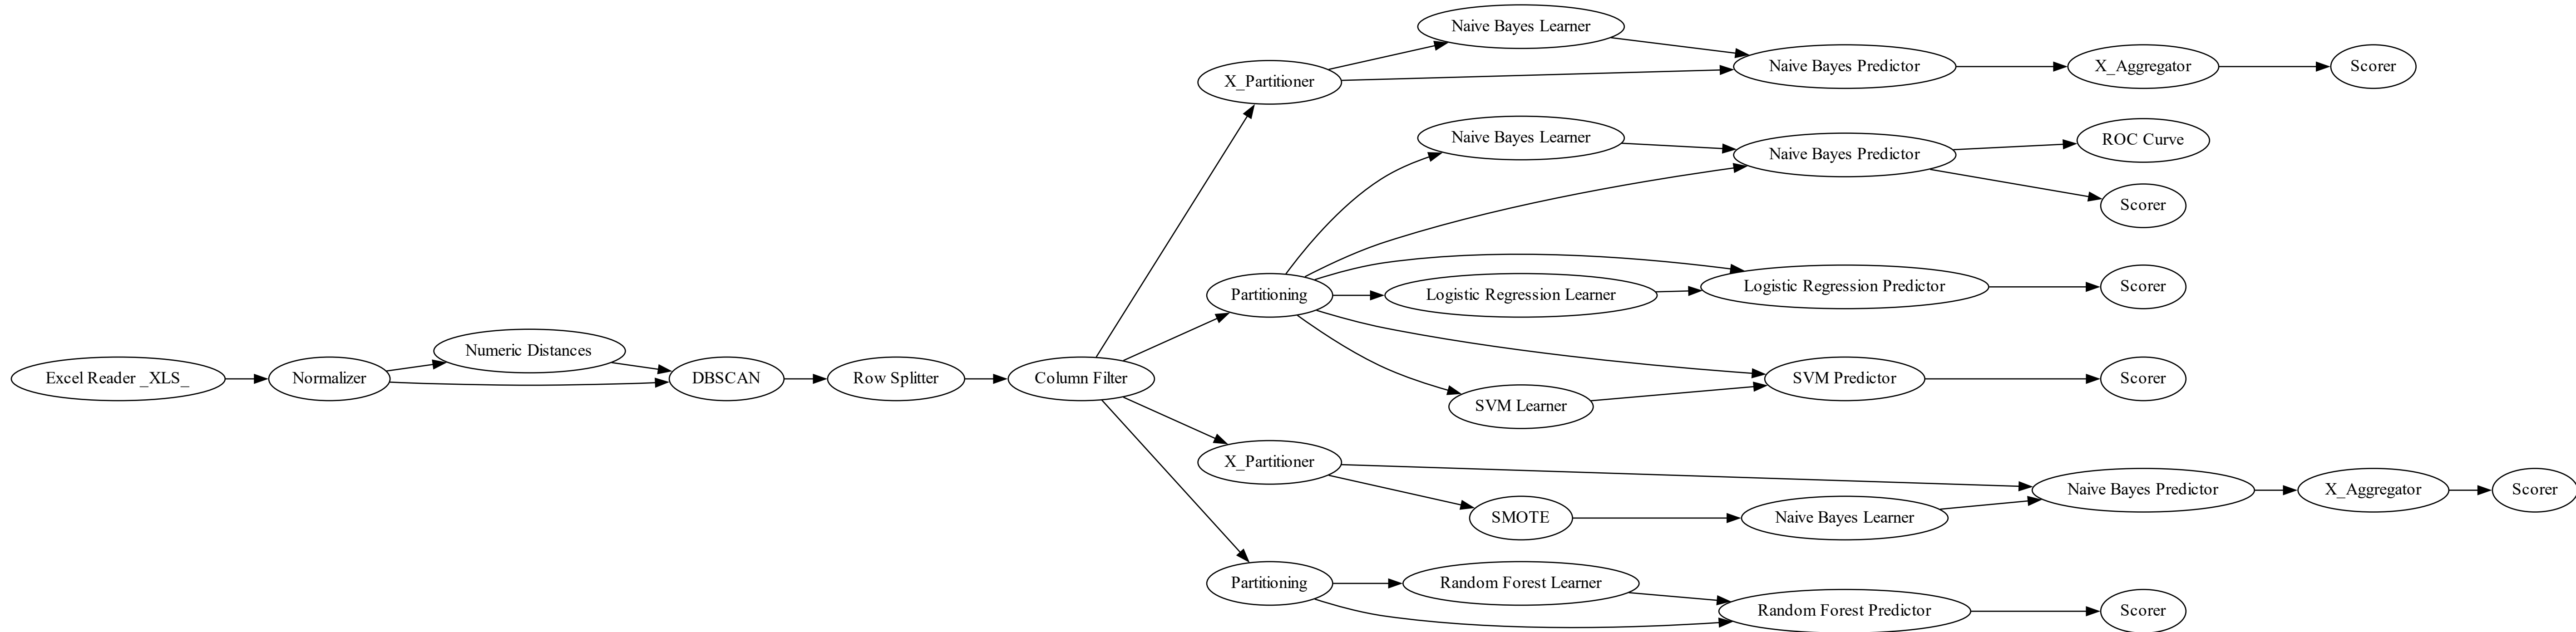 Naive Bayes Learner
X_Partitioner
Naive Bayes Predictor
X_Aggregator
Scorer
Naive Bayes Learner
Naive Bayes Predictor
ROC Curve
Scorer
Partitioning
Logistic Regression Learner
Logistic Regression Predictor
Scorer
Excel Reader _XLS_
Normalizer
Numeric Distances
DBSCAN
Row Splitter
Column Filter
SVM Learner
SVM Predictor
Scorer
X_Partitioner
SMOTE
Naive Bayes Learner
Naive Bayes Predictor
X_Aggregator
Scorer
Partitioning
Random Forest Learner
Random Forest Predictor
Scorer